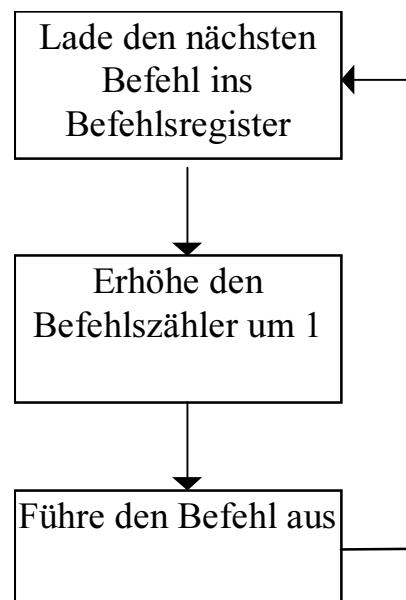 Lade den nächsten
Befehl ins
Befehlsregister
Erhöhe den
Befehlszähler um 1
Führe den Befehl aus